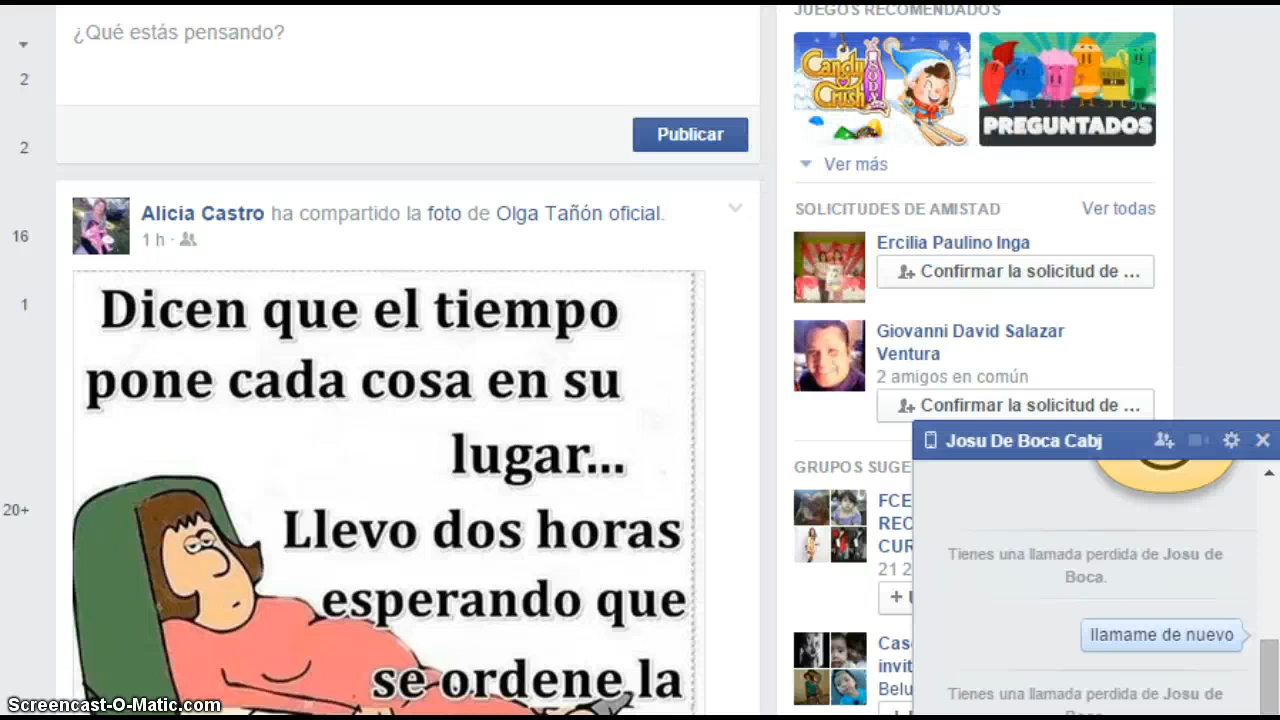 ¿Qué estás pensando?
2
2
16
1
20+
Publicar
Alicia Castro ha compartido la foto de Olga Tañón oficial.
1 h ·
Dicen que el tiempo
pone cada cosa en su
lugar...
Llevo dos horas
esperando que
se ordene la
JUEGOS RECOMENDADOS
Candy Crush SODA
PREGUNTADOS
Ver más
SOLICITUDES DE AMISTAD Ver todas
Ercilia Paulino Inga
Confirmar la solicitud de ...
Giovanni David Salazar
Ventura
2 amigos en común
Confirmar la solicitud de ...
GRUPOS SUGE
FCE
REC
CUR
21 2
+
Cas
invit
Belu
Josu De Boca Cabj
Tienes una llamada perdida de Josu de
Boca.
llamame de nuevo
Tienes una llamada perdida de Josu de
Screencast-O-Matic.com